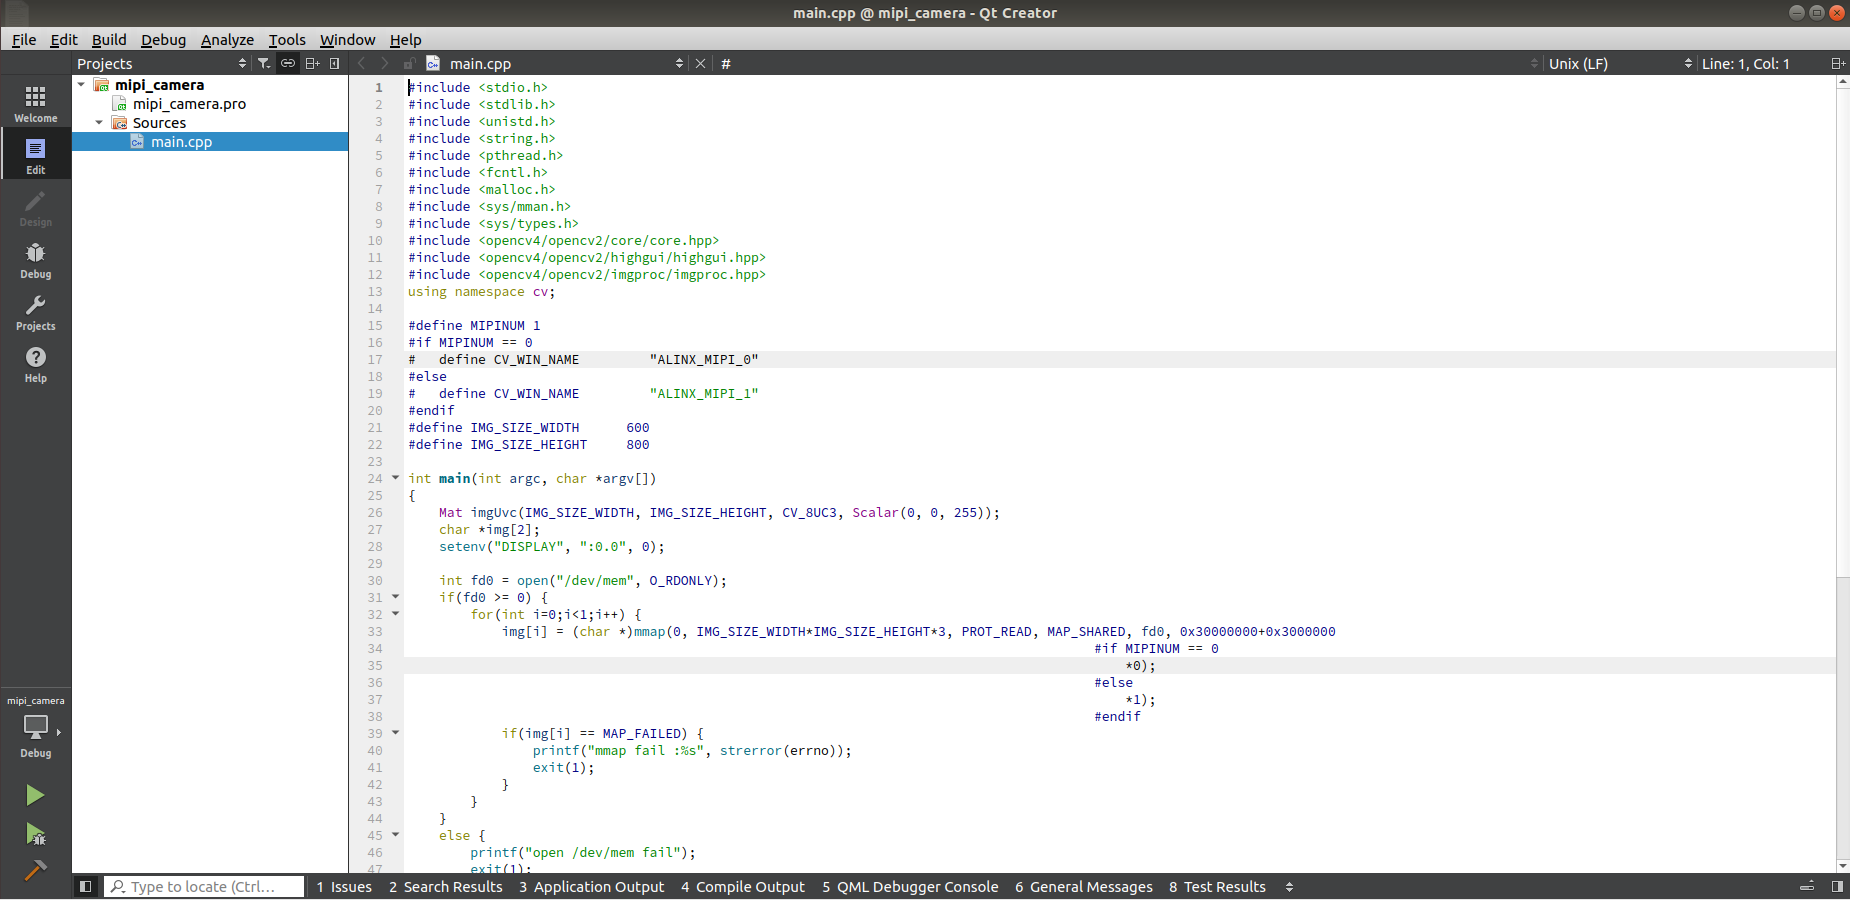 main.cpp @ mipi_camera - Qt Creator
File Edit Build Debug Analyze Tools Window Help
Projects
main.cpp
#
Unix (LF)
Line: 1, Col: 1
Welcome
Edit
Design
Debug
Projects
Help
mipi_camera
Debug
mipi_camera
mipi_camera.pro
Sources
main.cpp
1 #include <stdio.h>
2 #include <stdlib.h>
3 #include <unistd.h>
4 #include <string.h>
5 #include <pthread.h>
6 #include <fcntl.h>
7 #include <malloc.h>
8 #include <sys/mman.h>
9 #include <sys/types.h>
10 #include <opencv4/opencv2/core/core.hpp>
11 #include <opencv4/opencv2/highgui/highgui.hpp>
12 #include <opencv4/opencv2/imgproc/imgproc.hpp>
13 using namespace cv;
14
15 #define MIPINUM 1
16 #if MIPINUM == 0
17 #   define CV_WIN_NAME         "ALINX_MIPI_0"
18 #else
19 #   define CV_WIN_NAME         "ALINX_MIPI_1"
20 #endif
21 #define IMG_SIZE_WIDTH      600
22 #define IMG_SIZE_HEIGHT     800
23
24 int main(int argc, char *argv[])
25 {
26     Mat imgUvc(IMG_SIZE_WIDTH, IMG_SIZE_HEIGHT, CV_8UC3, Scalar(0, 0, 255));
27     char *img[2];
28     setenv("DISPLAY", ":0.0", 0);
29
30     int fd0 = open("/dev/mem", O_RDONLY);
31     if(fd0 >= 0) {
32         for(int i=0;i<1;i++) {
33             img[i] = (char *)mmap(0, IMG_SIZE_WIDTH*IMG_SIZE_HEIGHT*3, PROT_READ, MAP_SHARED, fd0, 0x30000000+0x3000000
34 #if MIPINUM == 0
35 *0);
36 #else
37 *1);
38 #endif
39             if(img[i] == MAP_FAILED) {
40                 printf("mmap fail :%s", strerror(errno));
41                 exit(1);
42             }
43         }
44     }
45     else {
46         printf("open /dev/mem fail");
47         exit(1);
Type to locate (Ctrl...
1 Issues
2 Search Results
3 Application Output
4 Compile Output
5 QML Debugger Console
6 General Messages
8 Test Results